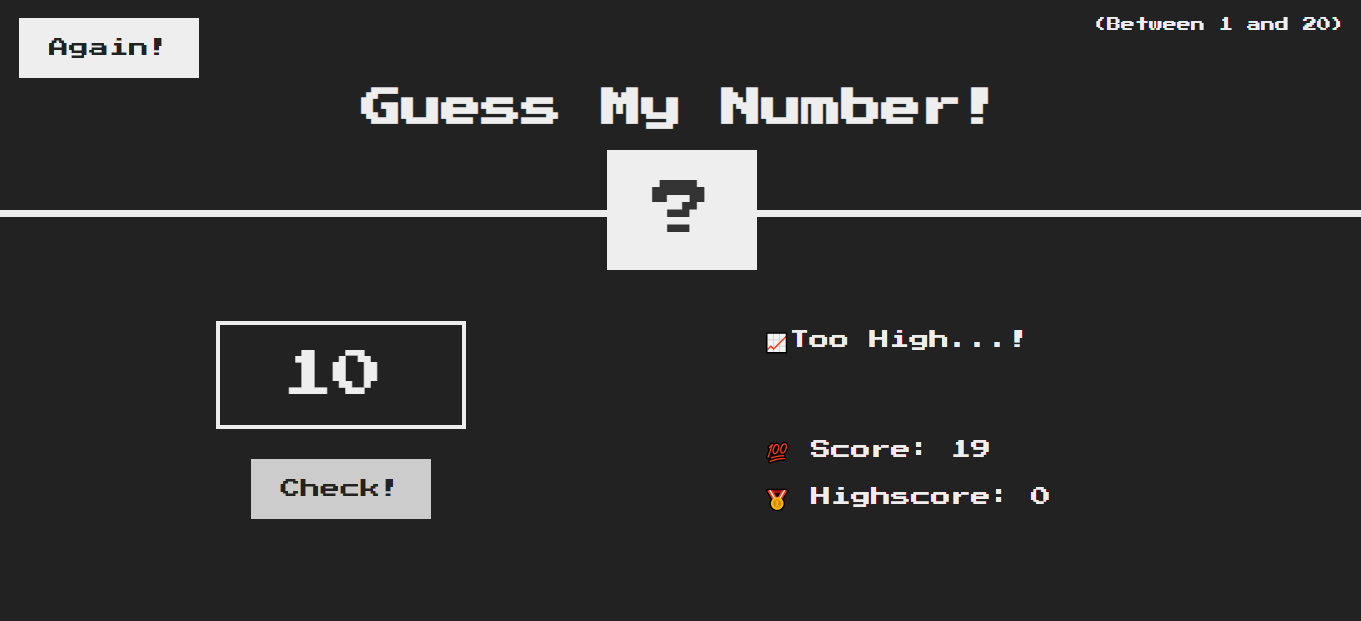 Again!
(Between 1 and 20)
Guess My Number!
?
10
Check!
📈Too High...!
💯 Score: 19
🥇 Highscore: 0